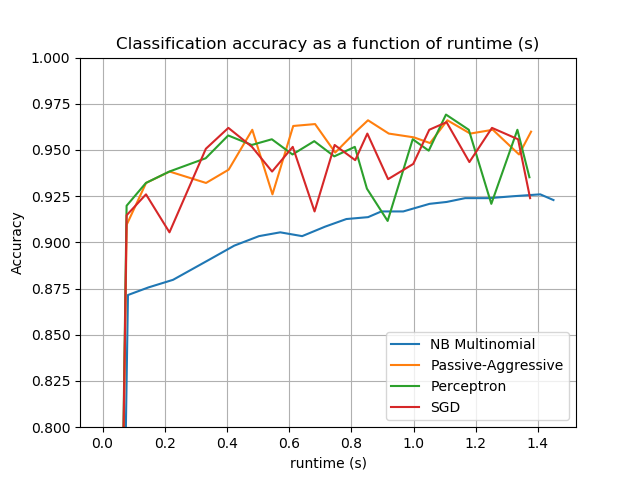 Classification accuracy as a function of runtime (s)
1.000
0.975
0.950
0.925
0.900
0.875
0.850
0.825
0.800
Accuracy
NB Multinomial
Passive-Aggressive
Perceptron
SGD
0.0 0.2 0.4 0.6 0.8 1.0 1.2 1.4
runtime (s)